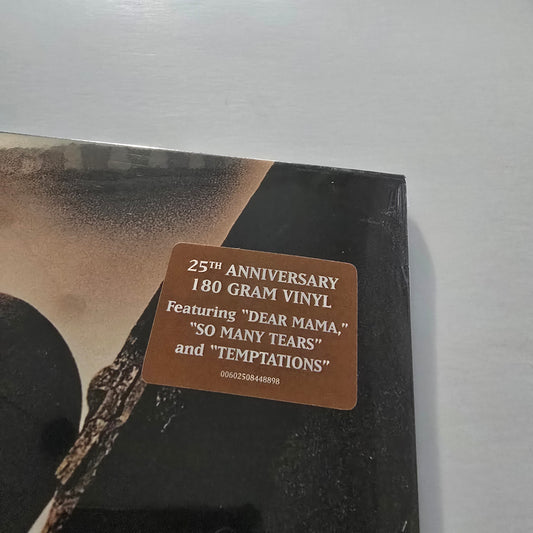 25TH ANNIVERSARY
180 GRAM VINYL
Featuring "DEAR MAMA,"
"SO MANY TEARS"
and "TEMPTATIONS"
00602508448898